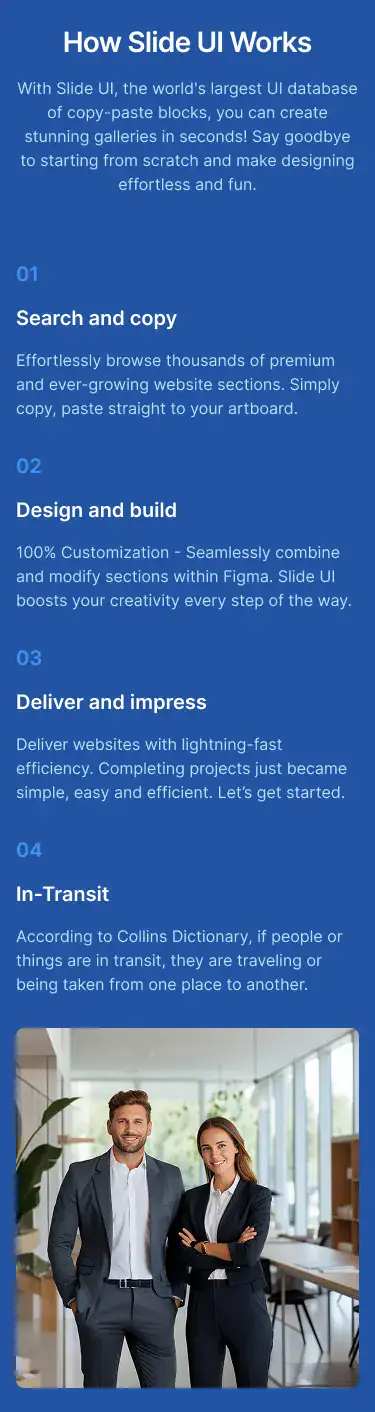 How Slide UI Works
With Slide UI, the world's largest UI database
of copy-paste blocks, you can create
stunning galleries in seconds! Say goodbye
to starting from scratch and make designing
effortless and fun.
01
Search and copy
Effortlessly browse thousands of premium
and ever-growing website sections. Simply
copy, paste straight to your artboard.
02
Design and build
100% Customization - Seamlessly combine
and modify sections within Figma. Slide UI
boosts your creativity every step of the way.
03
Deliver and impress
Deliver websites with lightning-fast
efficiency. Completing projects just became
simple, easy and efficient. Let’s get started.
04
In-Transit
According to Collins Dictionary, if people or
things are in transit, they are traveling or
being taken from one place to another.